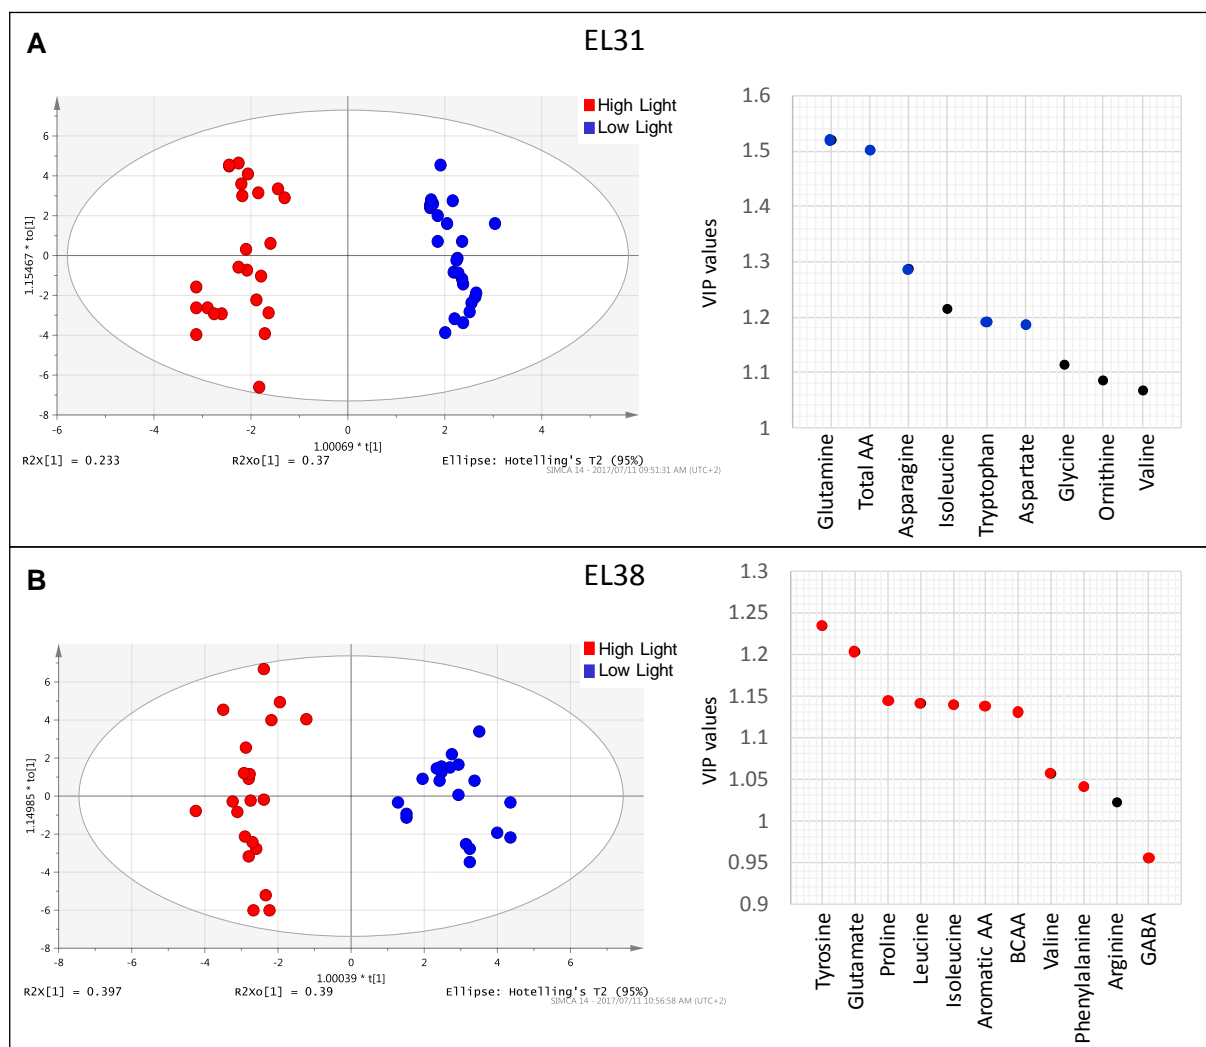 A
EL31
High Light
Low Light
6
4
2
0
-2
-4
-6
-8
1.15467 * to[1]
-6
-4
-2
0
2
4
1.00069 * t[1]
R2X[1] = 0.233
R2Xo[1] = 0.37
Ellipse: Hotelling's T2 (95%)
SIMCA 14 - 2017/07/11 09:51:31 AM (UTC+2)
1.6
1.5
1.4
1.3
1.2
1.1
1
VIP values
Glutamine
Total AA
Asparagine
Isoleucine
Tryptophan
Aspartate
Glycine
Ornithine
Valine
B
EL38
High Light
Low Light
6
4
2
0
-2
-4
-6
-8
1.14985 * to[1]
-8
-6
-4
-2
0
2
4
6
1.00039 * t[1]
R2X[1] = 0.397
R2Xo[1] = 0.39
Ellipse: Hotelling's T2 (95%)
SIMCA 14 - 2017/07/11 10:56:58 AM (UTC+2)
1.3
1.25
1.2
1.15
1.1
1.05
1
0.95
0.9
VIP values
Tyrosine
Glutamate
Proline
Leucine
Isoleucine
Aromatic AA
BCAA
Valine
Phenylalanine
Arginine
GABA